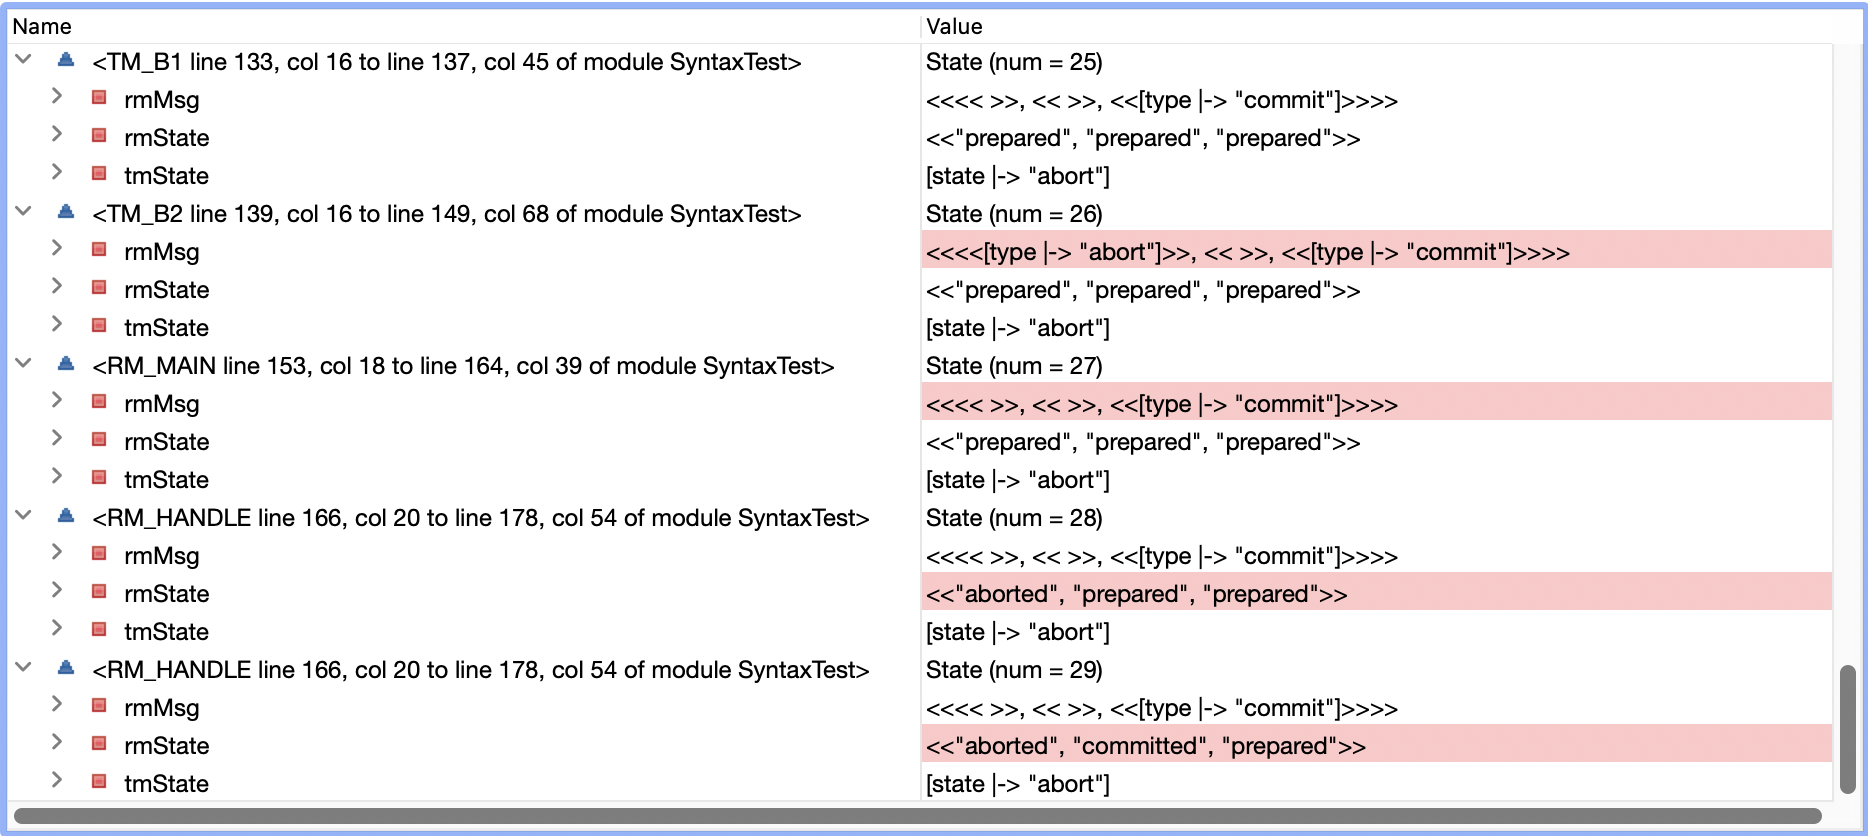 Name Value
<TM_B1 line 133, col 16 to line 137, col 45 of module SyntaxTest> State (num = 25)
rmMsg <<<< >>, << >>, <<[type |-> "commit"]>>>>
rmState <<"prepared", "prepared", "prepared">>
tmState [state |-> "abort"]
<TM_B2 line 139, col 16 to line 149, col 68 of module SyntaxTest> State (num = 26)
rmMsg <<<<[type |-> "abort"]>>, << >>, <<[type |-> "commit"]>>>>
rmState <<"prepared", "prepared", "prepared">>
tmState [state |-> "abort"]
<RM_MAIN line 153, col 18 to line 164, col 39 of module SyntaxTest> State (num = 27)
rmMsg <<<< >>, << >>, <<[type |-> "commit"]>>>>
rmState <<"prepared", "prepared", "prepared">>
tmState [state |-> "abort"]
<RM_HANDLE line 166, col 20 to line 178, col 54 of module SyntaxTest> State (num = 28)
rmMsg <<<< >>, << >>, <<[type |-> "commit"]>>>>
rmState <<"aborted", "prepared", "prepared">>
tmState [state |-> "abort"]
<RM_HANDLE line 166, col 20 to line 178, col 54 of module SyntaxTest> State (num = 29)
rmMsg <<<< >>, << >>, <<[type |-> "commit"]>>>>
rmState <<"aborted", "committed", "prepared">>
tmState [state |-> "abort"]